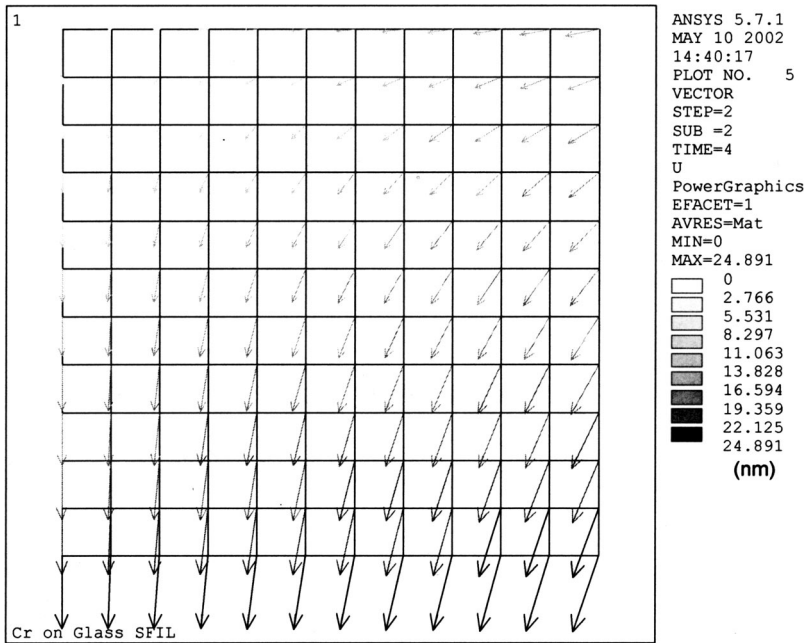 1
ANSYS 5.7.1
MAY 10 2002
14:40:17
PLOT NO. 5
VECTOR
STEP=2
SUB =2
TIME=4
U
PowerGraphics
EFACET=1
AVRES=Mat
MIN=0
MAX=24.891
0
2.766
5.531
8.297
11.063
13.828
16.594
19.359
22.125
24.891
(nm)
Cr on Glass SFIL